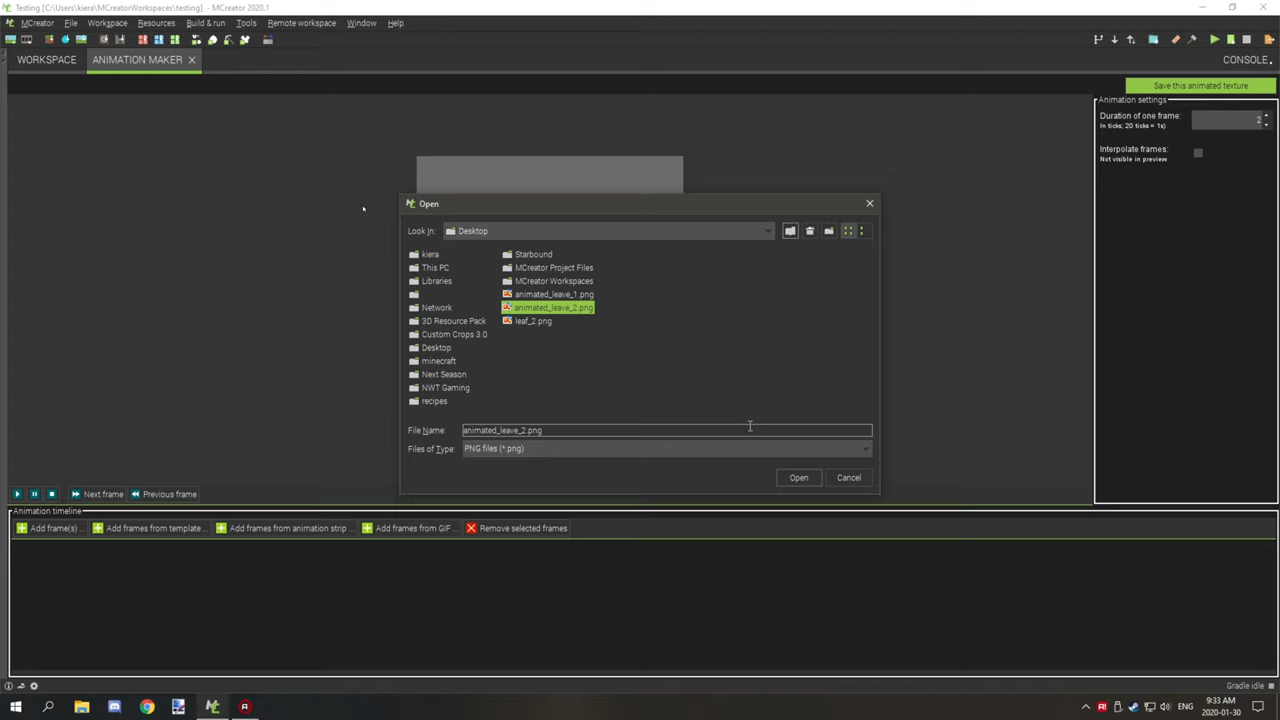 Testing [C:\Users\kiera\MCreatorWorkspaces\testing] - MCreator 2020.1
MCreator File Workspace Resources Build & run Tools Remote workspace Window Help
WORKSPACE ANIMATION MAKER CONSOLE
Save this animated texture
Animation settings
Duration of one frame: 2
In ticks; 20 ticks = 1s)
Interpolate frames:
Not visible in preview
Open
Look In: Desktop
kiera Starbound
This PC MCreator Project Files
Libraries MCreator Workspaces
animated_leave_1.png
Network animated_leave_2.png
3D Resource Pack leaf_2.png
Custom Crops 3.0
Desktop
minecraft
Next Season
NWT Gaming
recipes
File Name: animated_leave_2.png
Files of Type: PNG files (*.png)
Open Cancel
Next frame Previous frame
Animation timeline
Add frame(s) ... Add frames from template ... Add frames from animation strip ... Add frames from GIF ... Remove selected frames
Gradle idle
ENG 9:33 AM
2020-01-30